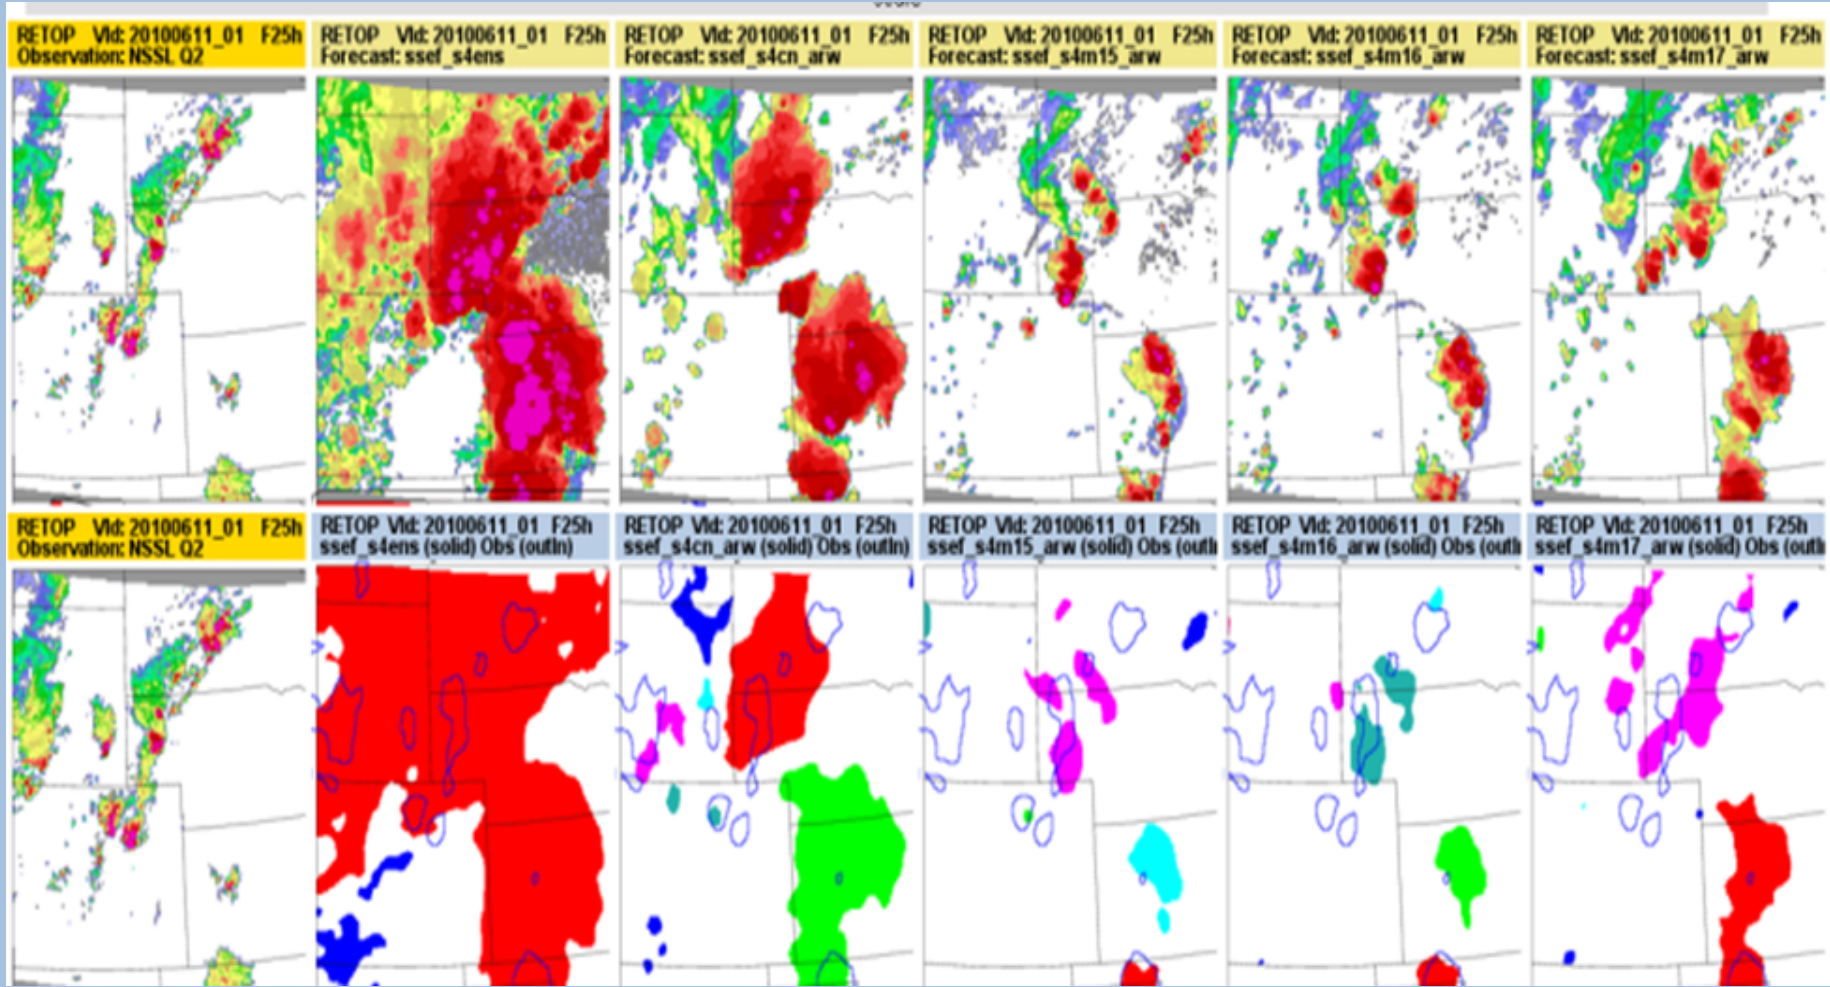 RETOP Vld: 20100611_01 F25h
Observation: NSSL Q2
RETOP Vld: 20100611_01 F25h
Forecast: ssef_s4ens
RETOP Vld: 20100611_01 F25h
Forecast: ssef_s4cn_arw
RETOP Vld: 20100611_01 F25h
Forecast: ssef_s4m15_arw
RETOP Vld: 20100611_01 F25h
Forecast: ssef_s4m16_arw
RETOP Vld: 20100611_01 F25h
Forecast: ssef_s4m17_arw
RETOP Vld: 20100611_01 F25h
Observation: NSSL Q2
RETOP Vld: 20100611_01 F25h
ssef_s4ens (solid) Obs (outln)
RETOP Vld: 20100611_01 F25h
ssef_s4cn_arw (solid) Obs (outln)
RETOP Vld: 20100611_01 F25h
ssef_s4m15_arw (solid) Obs (outln
RETOP Vld: 20100611_01 F25h
ssef_s4m16_arw (solid) Obs (outln
RETOP Vld: 20100611_01 F25h
ssef_s4m17_arw (solid) Obs (outln